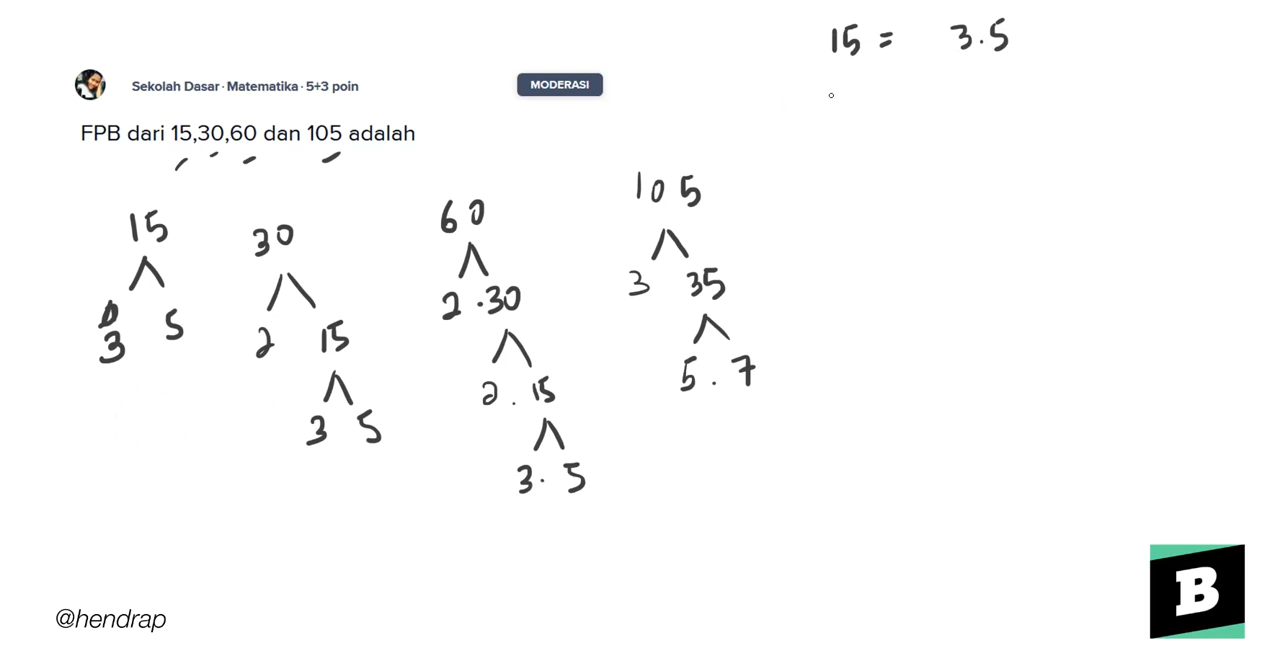 15 = 3.5
Sekolah Dasar · Matematika · 5+3 poin
MODERASI
FPB dari 15,30,60 dan 105 adalah
15
3 5
30
2 15
3 5
60
2 . 30
2 . 15
3 . 5
105
3 35
5 . 7
@hendrap
B